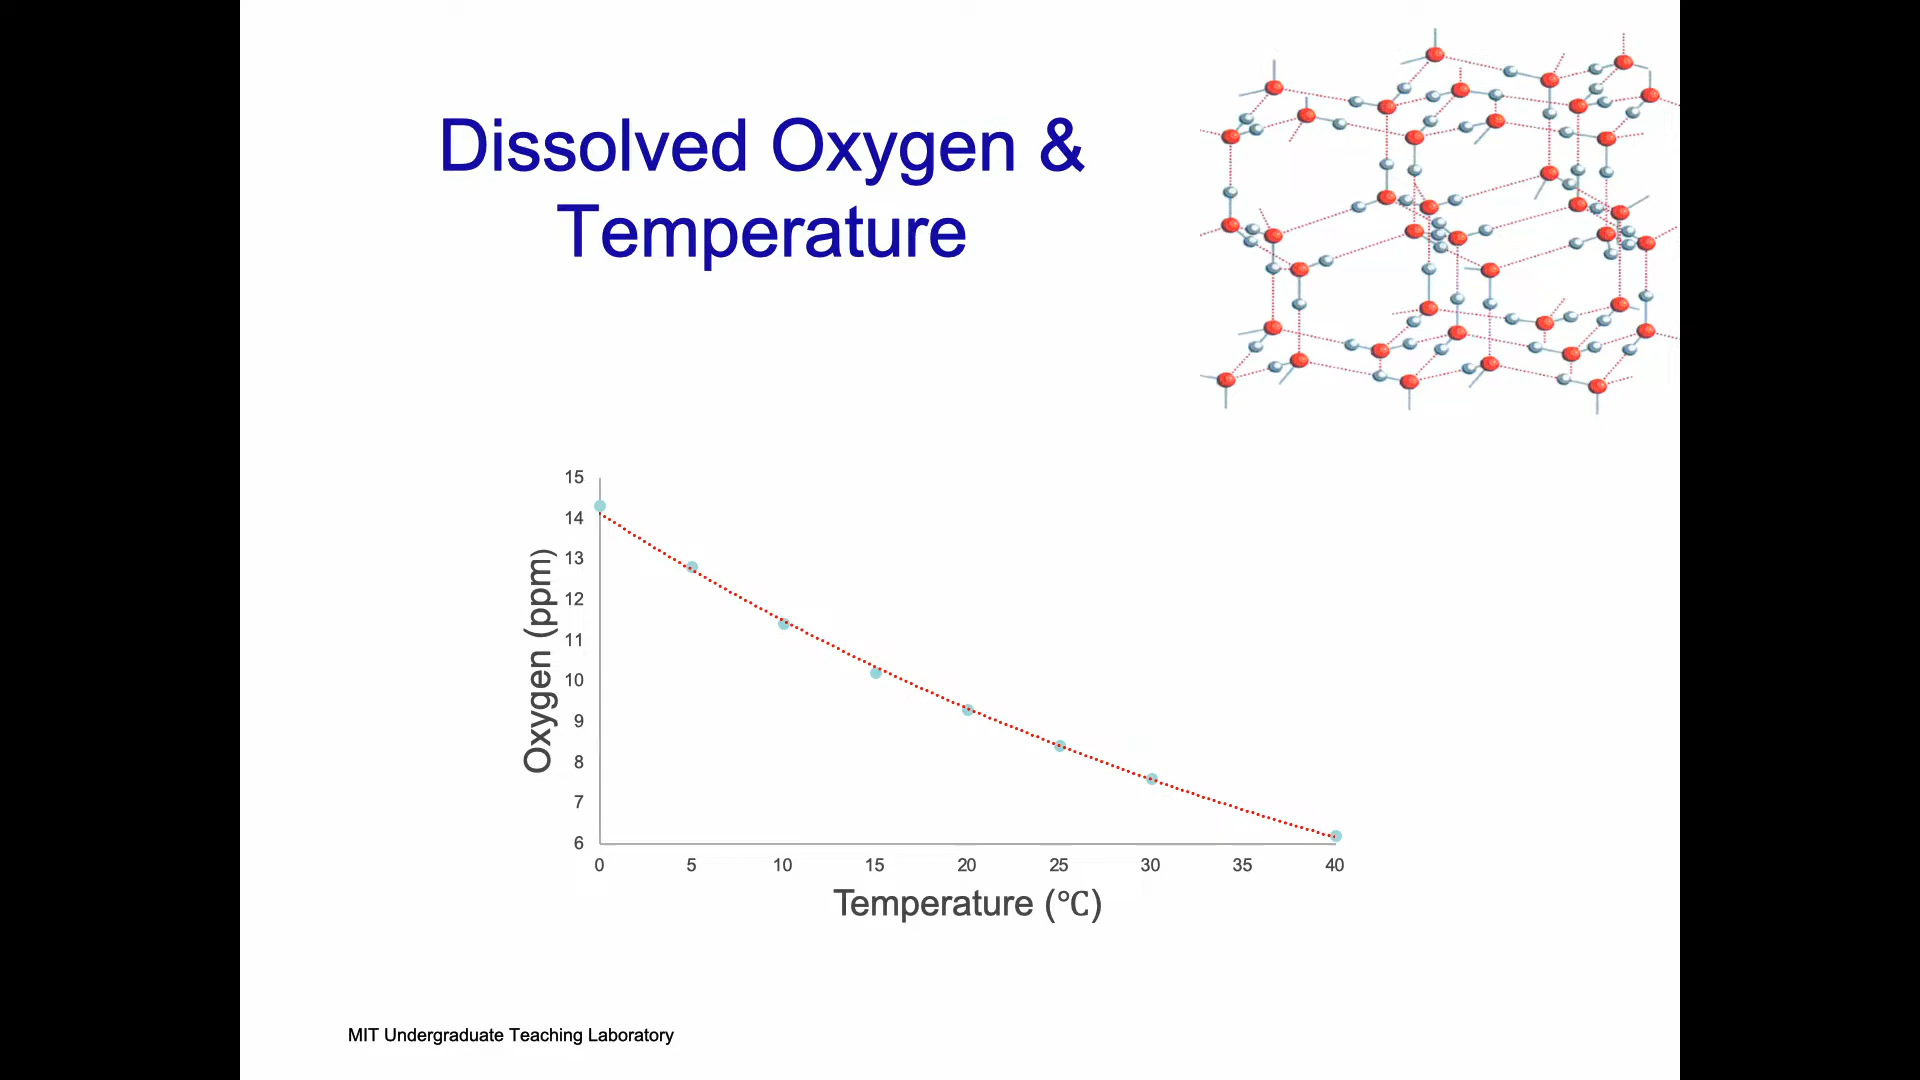 Dissolved Oxygen &
Temperature
15
14
13
12
11
10
9
8
7
6
Oxygen (ppm)
0 5 10 15 20 25 30 35 40
Temperature (℃)
MIT Undergraduate Teaching Laboratory